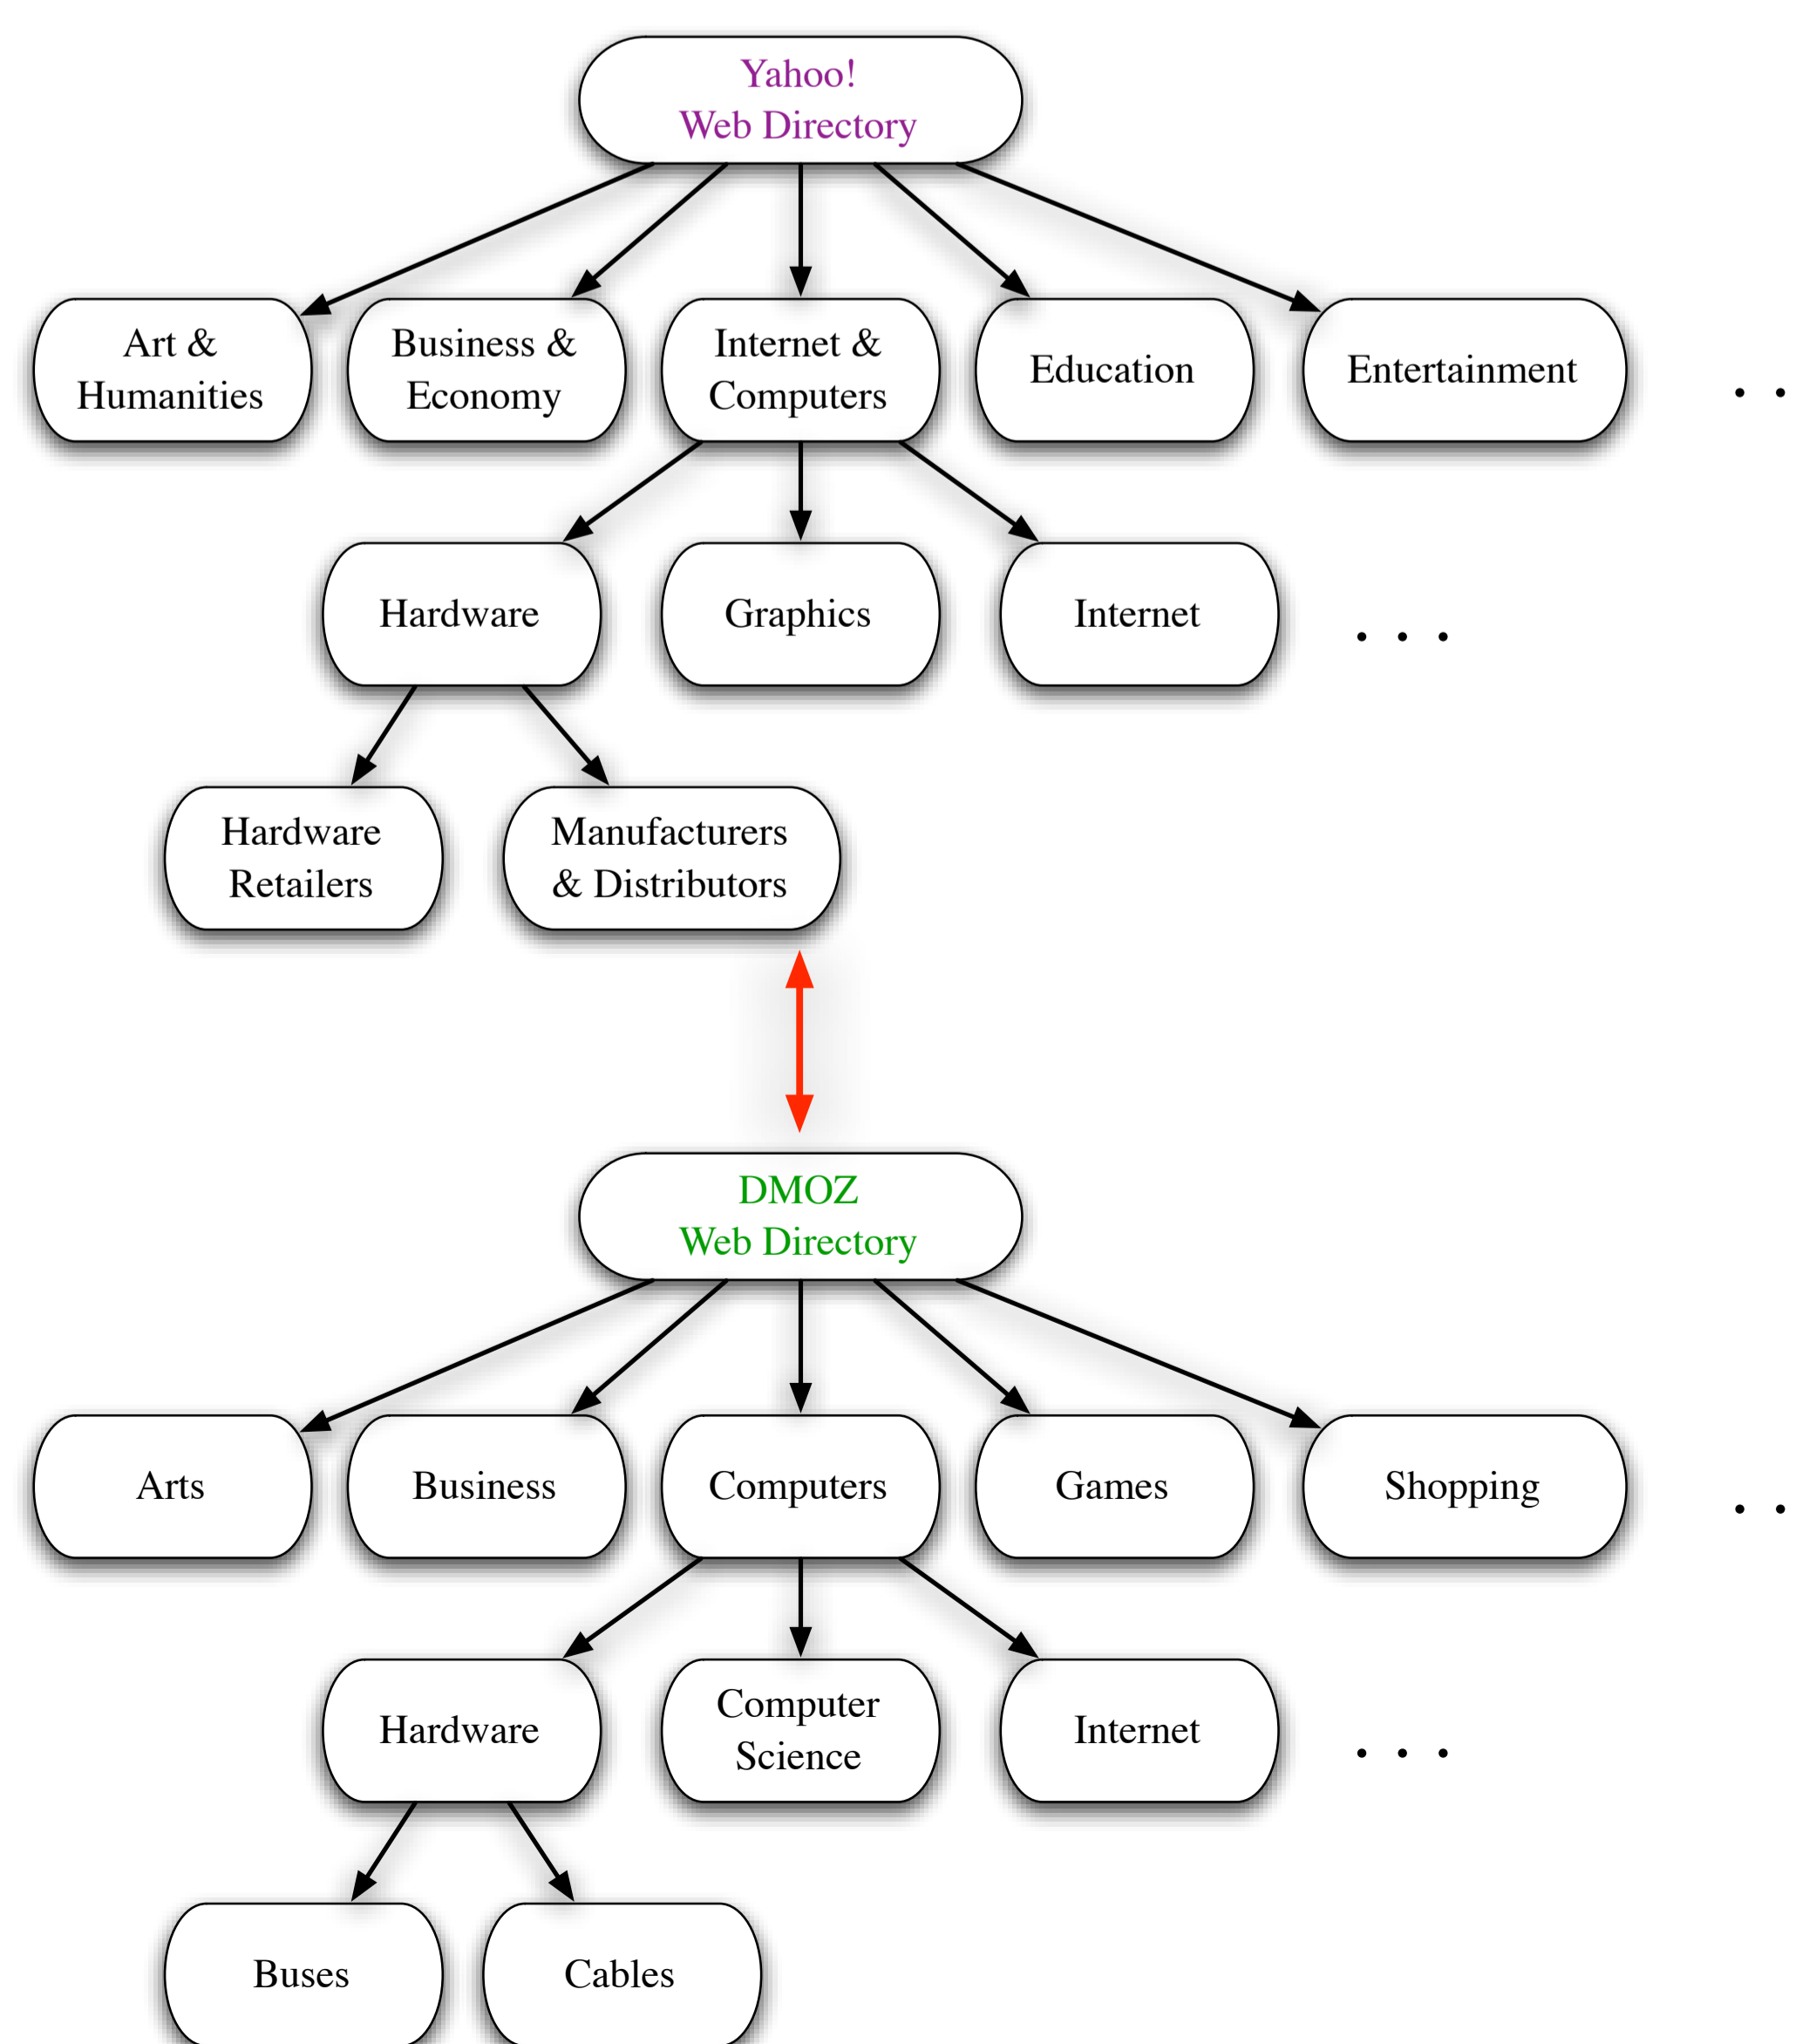 Yahoo!
Web Directory
Art &
Humanities
Business &
Economy
Internet &
Computers
Education
Entertainment
. .
Hardware
Graphics
Internet
. . .
Hardware
Retailers
Manufacturers
& Distributors
DMOZ
Web Directory
Arts
Business
Computers
Games
Shopping
. .
Hardware
Computer
Science
Internet
. . .
Buses
Cables